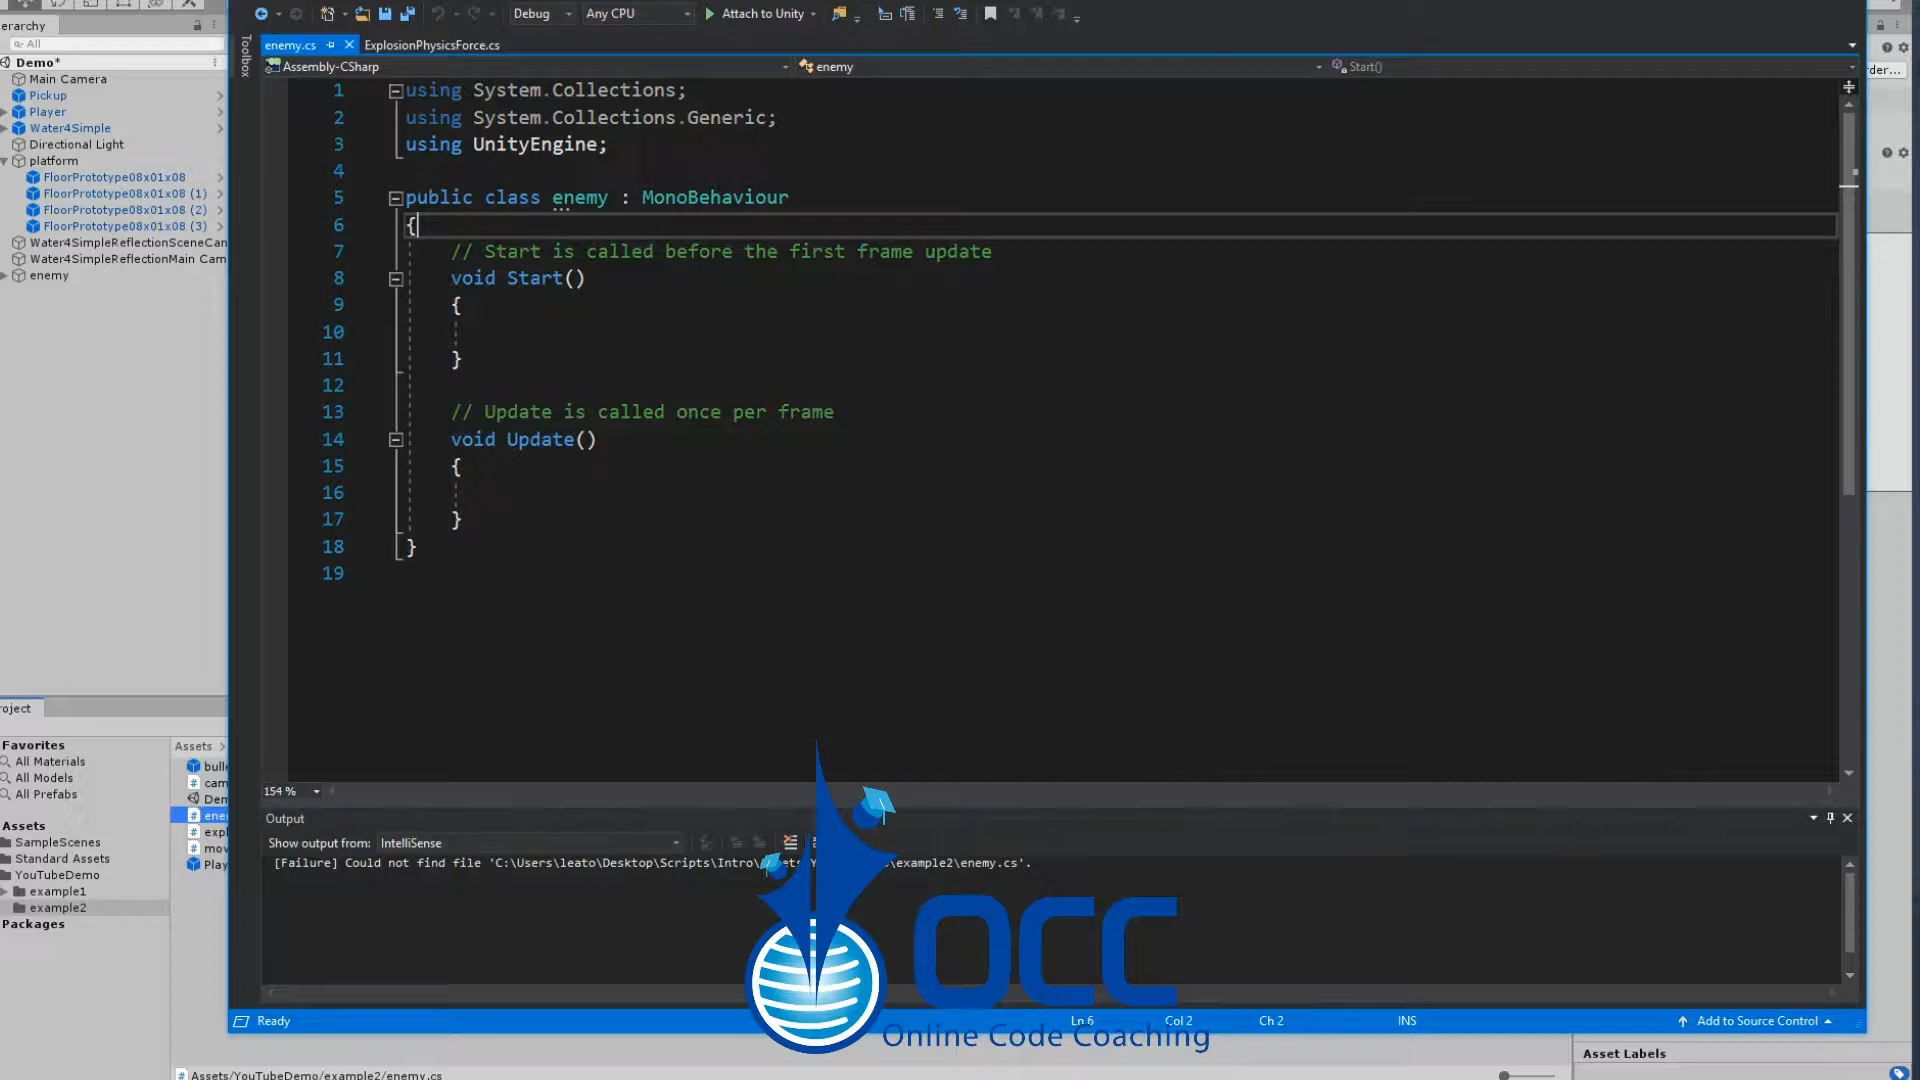 Debug
Any CPU
Attach to Unity
erarchy
All
Demo*
Main Camera
Pickup
Player
Water4Simple
Directional Light
platform
FloorPrototype08x01x08
FloorPrototype08x01x08 (1)
FloorPrototype08x01x08 (2)
FloorPrototype08x01x08 (3)
Water4SimpleReflectionSceneCam
Water4SimpleReflectionMain Cam
enemy
Toolbox
enemy.cs
ExplosionPhysicsForce.cs
Assembly-CSharp
enemy
Start()
1 using System.Collections;
2 using System.Collections.Generic;
3 using UnityEngine;
4
5 public class enemy : MonoBehaviour
6 {
7 // Start is called before the first frame update
8 void Start()
9 {
10
11 }
12
13 // Update is called once per frame
14 void Update()
15 {
16
17 }
18 }
19
154 %
Output
Show output from: IntelliSense
[Failure] Could not find file 'C:\Users\leato\Desktop\Scripts\Intro\ \example2\enemy.cs'.
roject
Favorites
All Materials
All Models
All Prefabs
Assets
SampleScenes
Standard Assets
YouTubeDemo
example1
example2
Packages
Assets >
bulle
cam
Dem
ene
expl
mov
Play
Ready
Ln 6
Col 2
Ch 2
INS
Add to Source Control
OCC
Online Code Coaching
Assets/YouTubeDemo/example2/enemy.cs
Asset Labels
der...